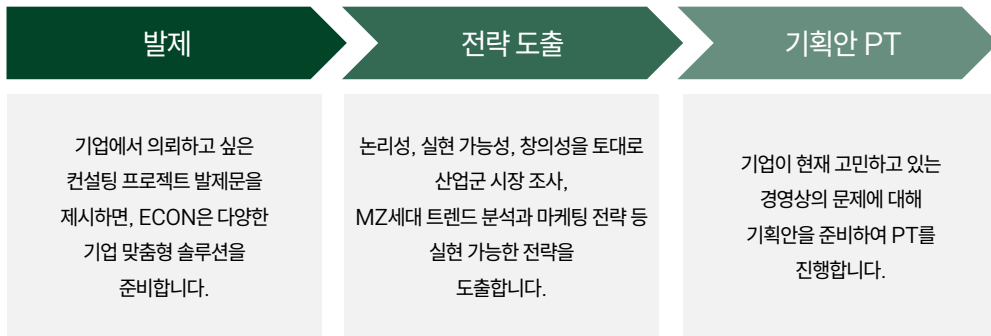 발제
전략 도출
기획안 PT
기업에서 의뢰하고 싶은
컨설팅 프로젝트 발제문을
제시하면, ECON은 다양한
기업 맞춤형 솔루션을
준비합니다.
논리성, 실현 가능성, 창의성을 토대로
산업군 시장 조사,
MZ세대 트렌드 분석과 마케팅 전략 등
실현 가능한 전략을
도출합니다.
기업이 현재 고민하고 있는
경영상의 문제에 대해
기획안을 준비하여 PT를
진행합니다.